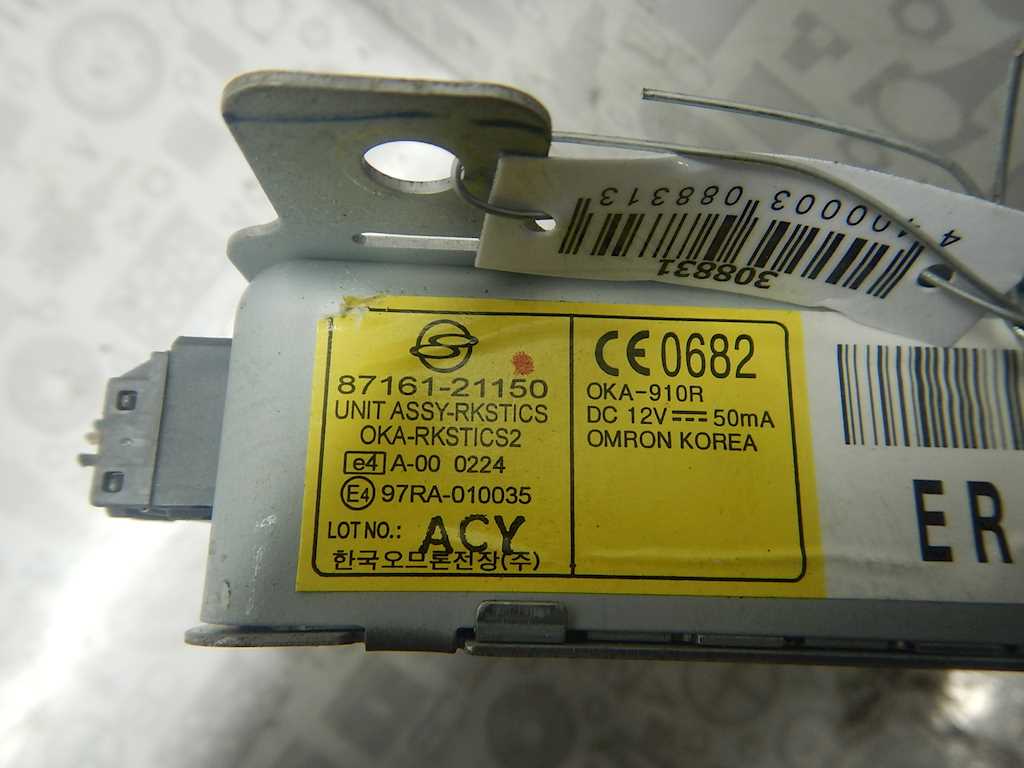 4 100003 088313
308831
87161-21150
UNIT ASSY-RKSTICS
OKA-RKSTICS2
e4 A-00 0224
E4 97RA-010035
LOT NO.: ACY
한국오므론전장(주)
CE 0682
OKA-910R
DC 12V 50mA
OMRON KOREA
ER